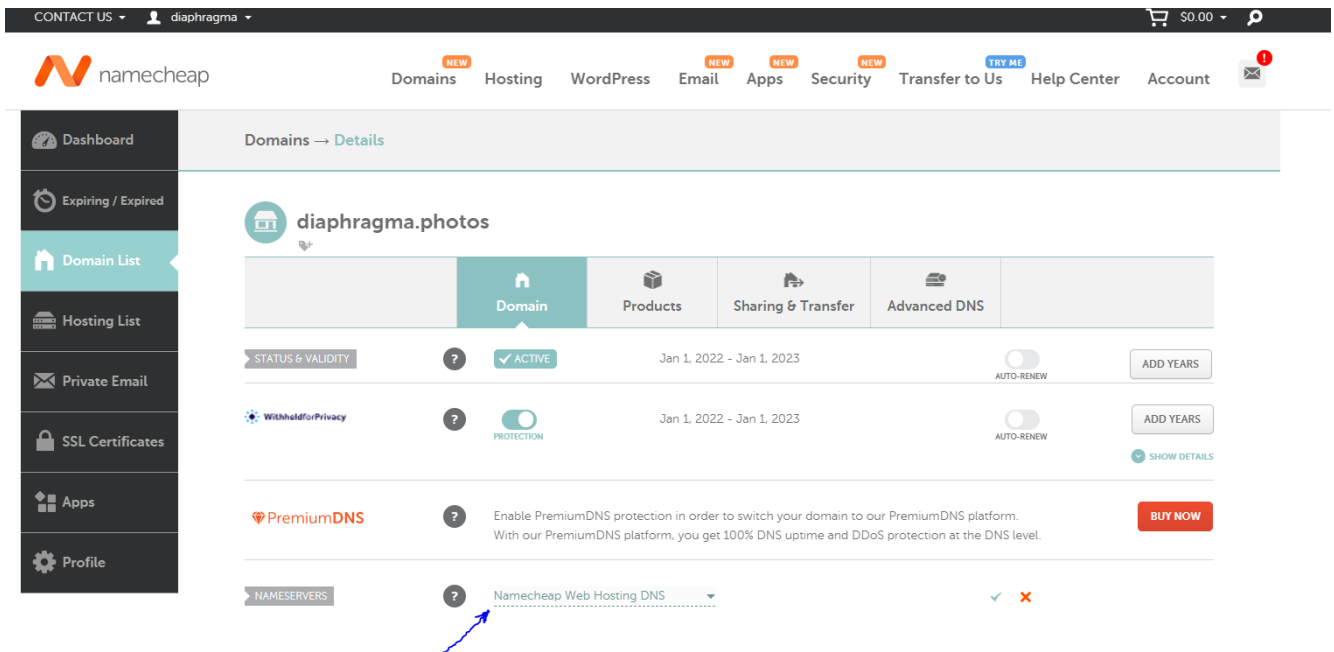 CONTACT US diaphragma $0.00
namecheap
NEW NEW NEW NEW TRY ME !
Domains Hosting WordPress Email Apps Security Transfer to Us Help Center Account
Dashboard
Domains → Details
Expiring / Expired
diaphragma.photos
Domain List
Domain Products Sharing & Transfer Advanced DNS
Hosting List
STATUS & VALIDITY ? ACTIVE Jan 1, 2022 - Jan 1, 2023 AUTO-RENEW ADD YEARS
Private Email
WithheldforPrivacy ? PROTECTION Jan 1, 2022 - Jan 1, 2023 AUTO-RENEW ADD YEARS
SSL Certificates
SHOW DETAILS
Apps
PremiumDNS ? Enable PremiumDNS protection in order to switch your domain to our PremiumDNS platform. BUY NOW
With our PremiumDNS platform, you get 100% DNS uptime and DDoS protection at the DNS level.
Profile
NAMESERVERS ? Namecheap Web Hosting DNS